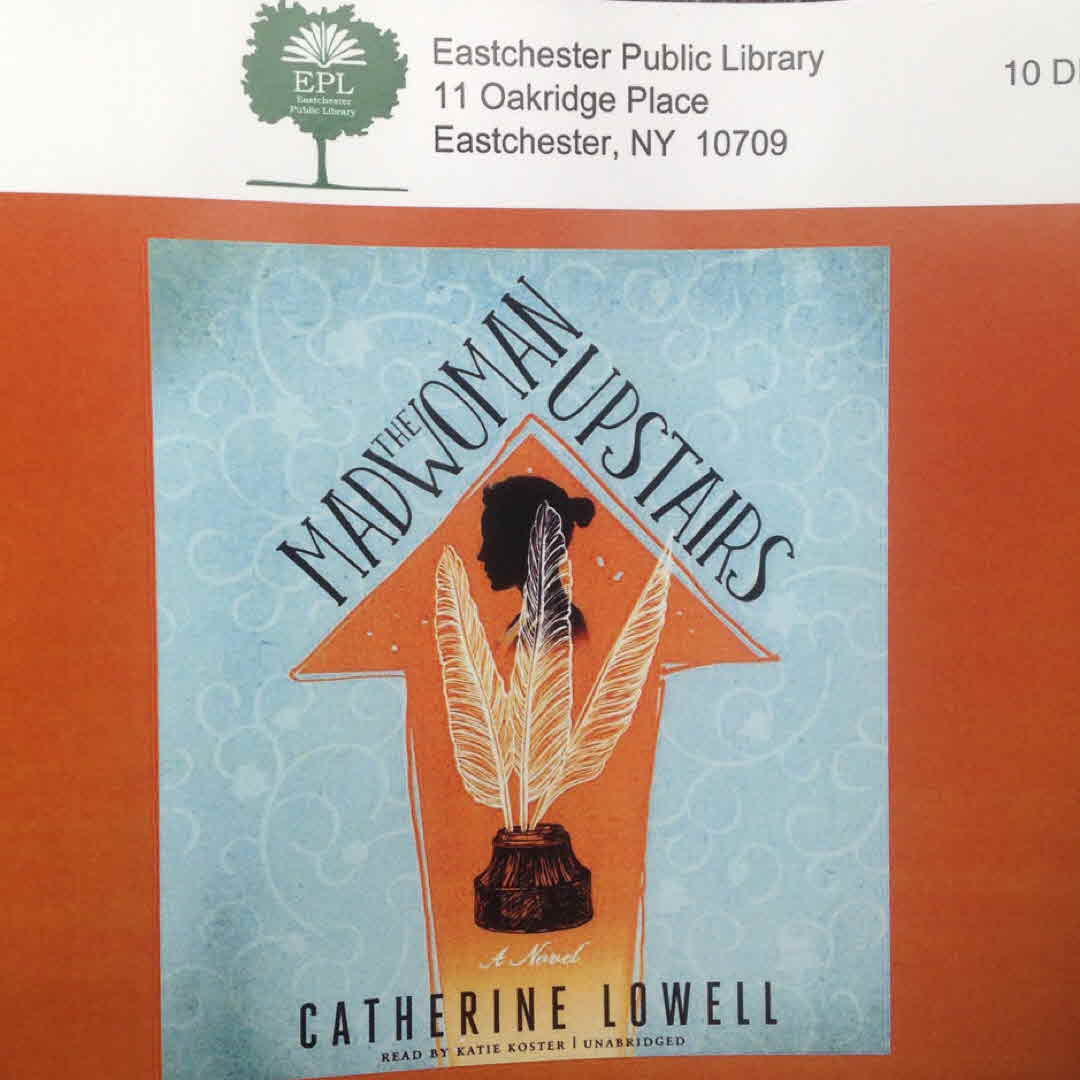 EPL
Eastchester
Public Library
Eastchester Public Library
11 Oakridge Place
Eastchester, NY 10709
10
THE
MADWOMAN
UPSTAIRS
A Novel
CATHERINE LOWELL
READ BY KATIE KOSTER | UNABRIDGED